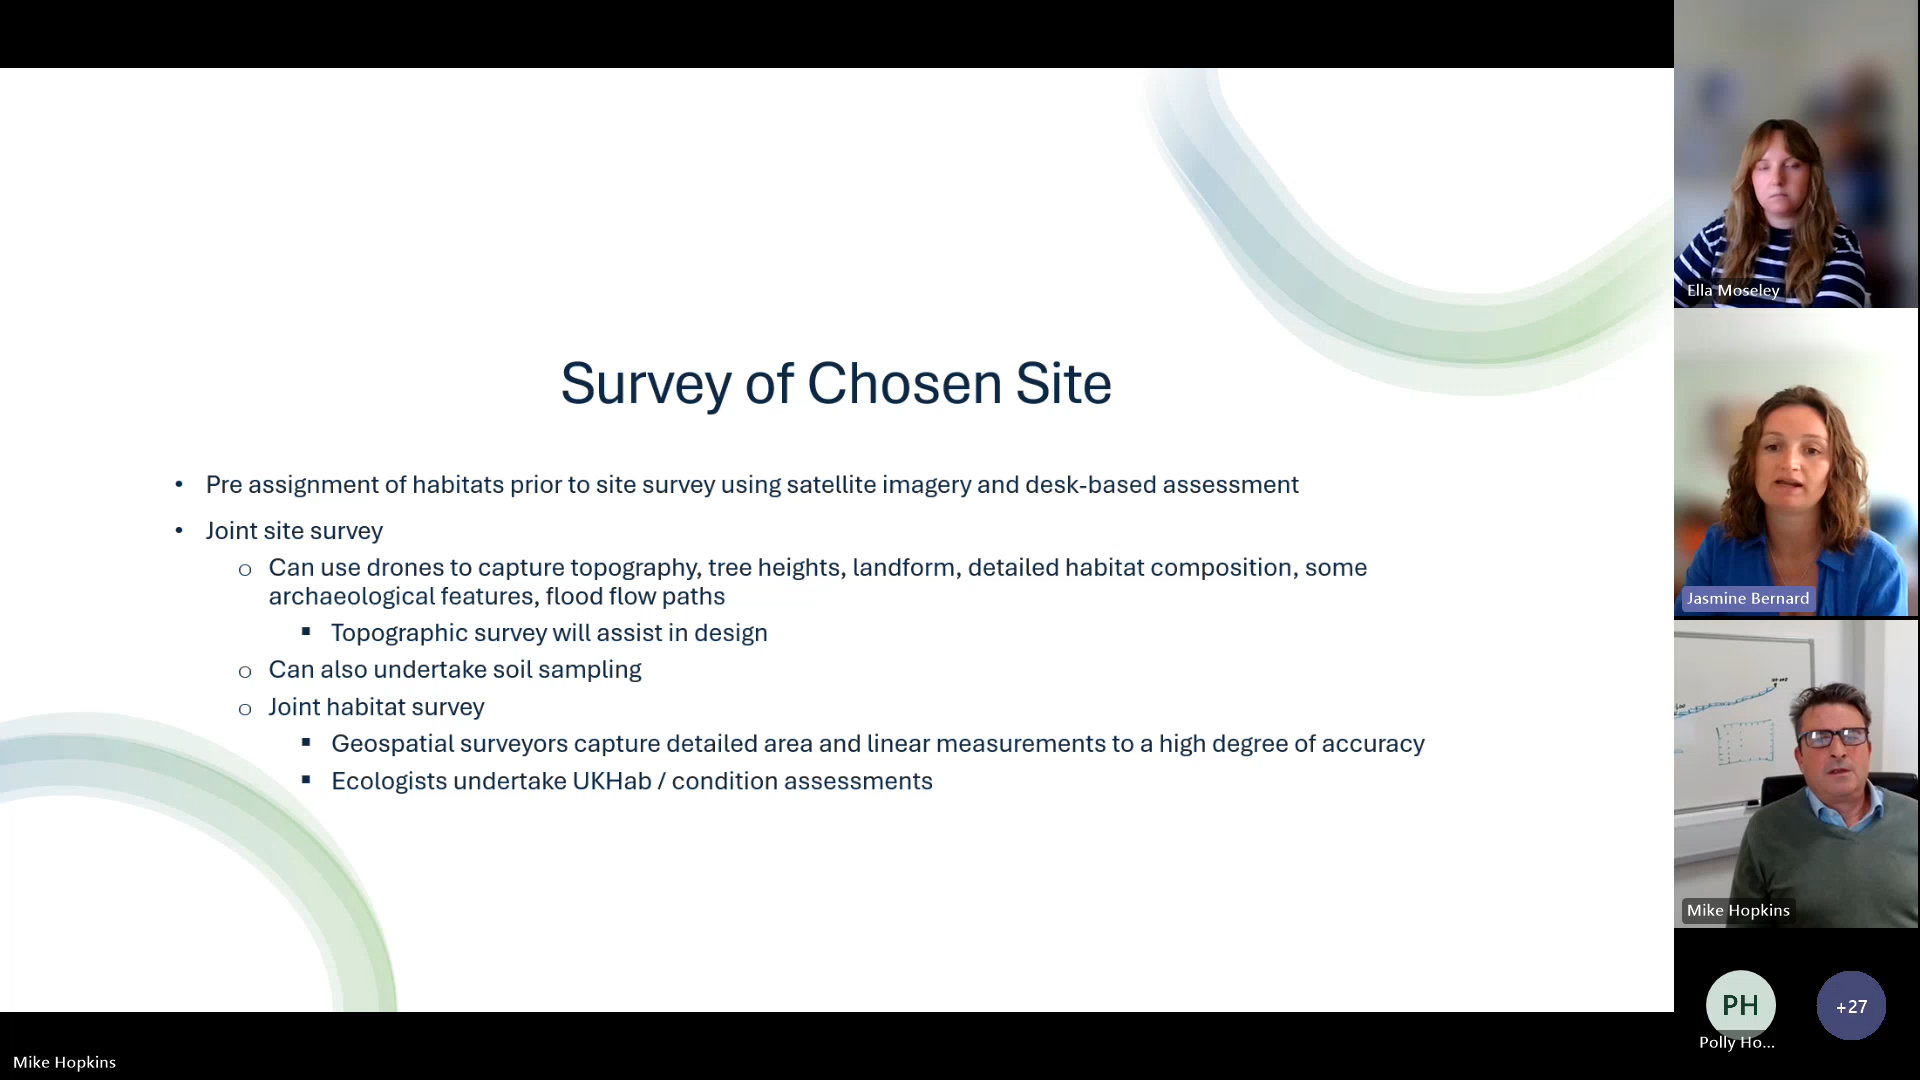 Survey of Chosen Site
• Pre assignment of habitats prior to site survey using satellite imagery and desk-based assessment
• Joint site survey
o Can use drones to capture topography, tree heights, landform, detailed habitat composition, some
archaeological features, flood flow paths
▪ Topographic survey will assist in design
o Can also undertake soil sampling
o Joint habitat survey
▪ Geospatial surveyors capture detailed area and linear measurements to a high degree of accuracy
▪ Ecologists undertake UKHab / condition assessments
Ella Moseley
Jasmine Bernard
Mike Hopkins
PH
+27
Polly Ho...
Mike Hopkins